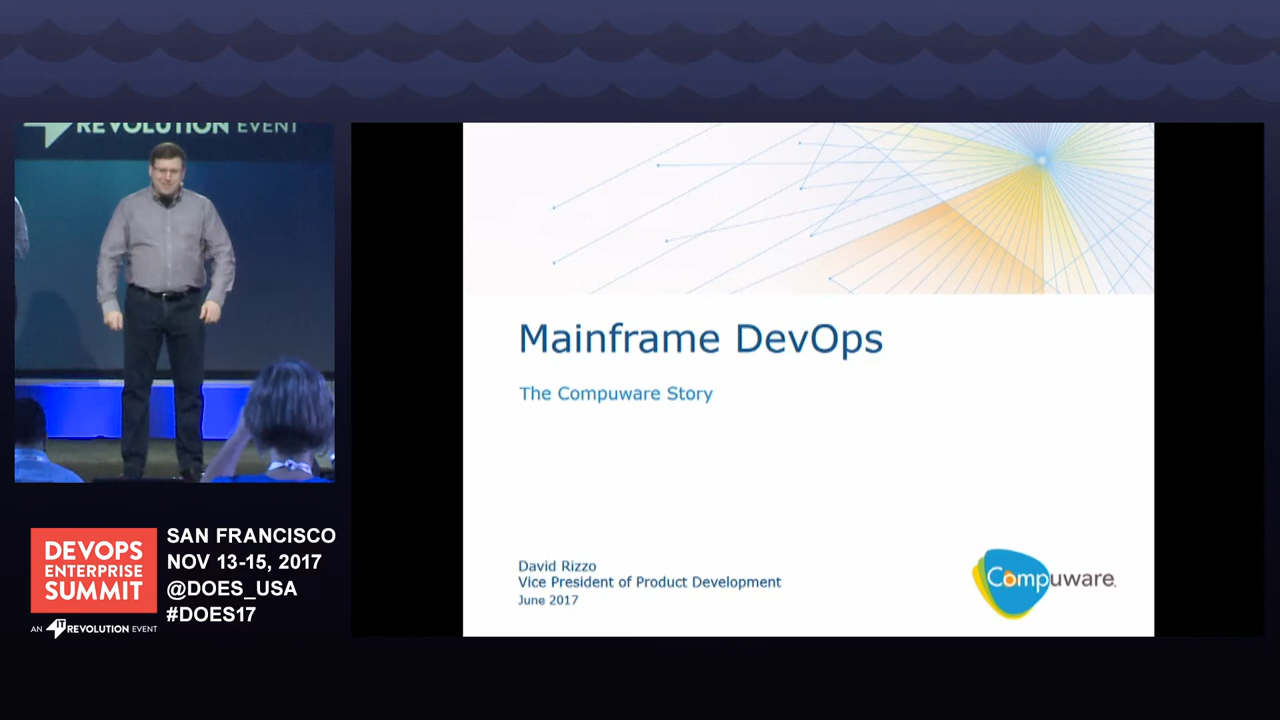 REVOLUTION EVENT
Mainframe DevOps
The Compuware Story
David Rizzo
Vice President of Product Development
June 2017
Compuware
DEVOPS
ENTERPRISE
SUMMIT
AN IT REVOLUTION EVENT
SAN FRANCISCO
NOV 13-15, 2017
@DOES_USA
#DOES17